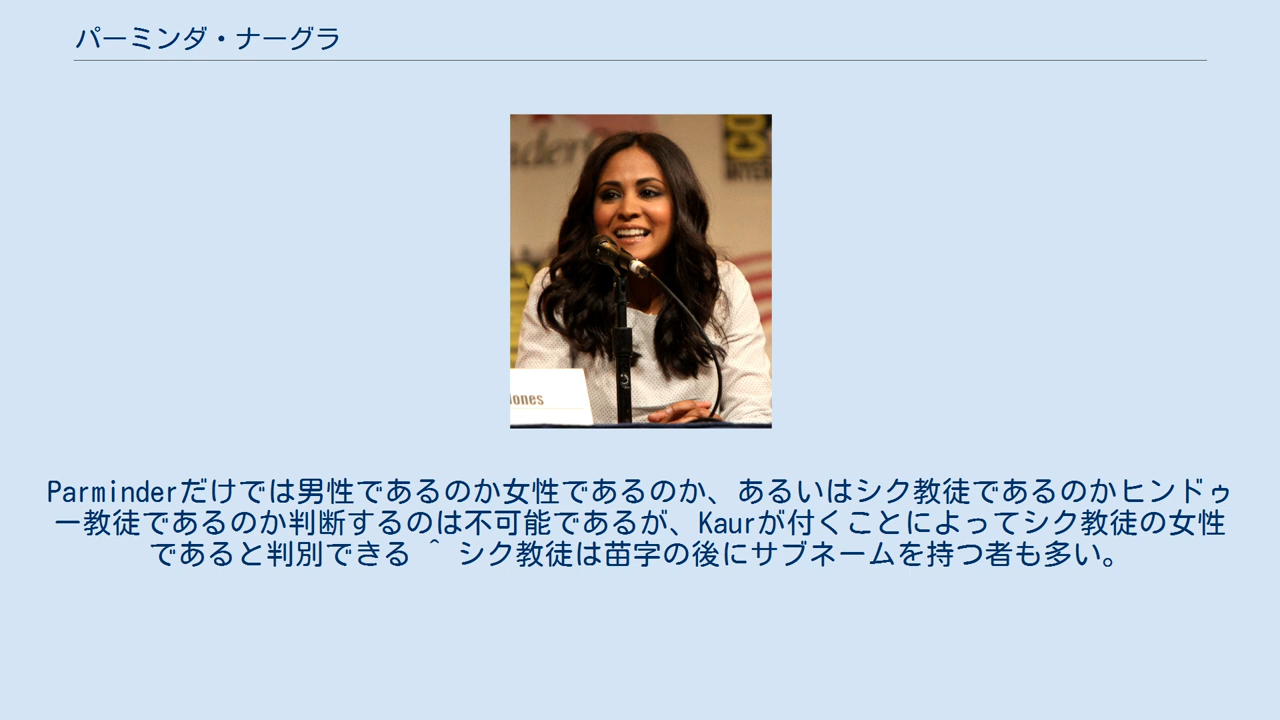 パーミンダ・ナーグラ
CO
INTER
ones
Parminderだけでは男性であるのか女性であるのか、あるいはシク教徒であるのかヒンドゥ
ー教徒であるのか判断するのは不可能であるが、Kaurが付くことによってシク教徒の女性
であると判別できる ^ シク教徒は苗字の後にサブネームを持つ者も多い。